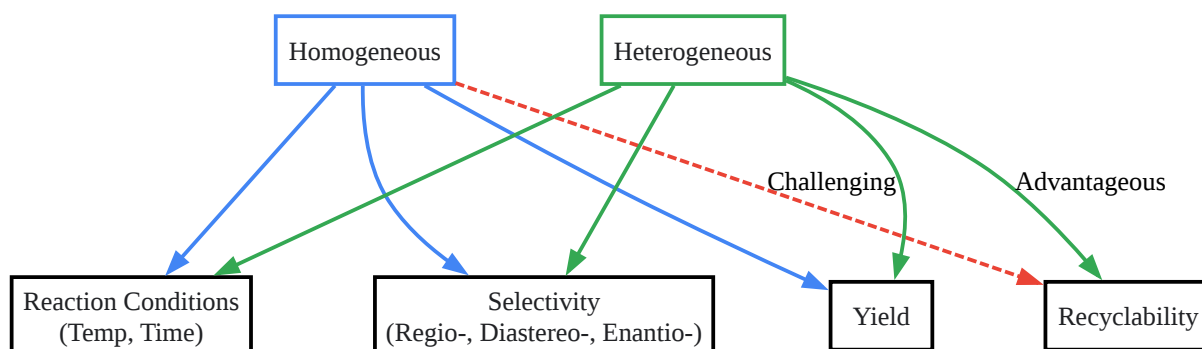 Homogeneous
Heterogeneous
Challenging
Advantageous
Reaction Conditions
(Temp, Time)
Selectivity
(Regio-, Diastereo-, Enantio-)
Yield
Recyclability